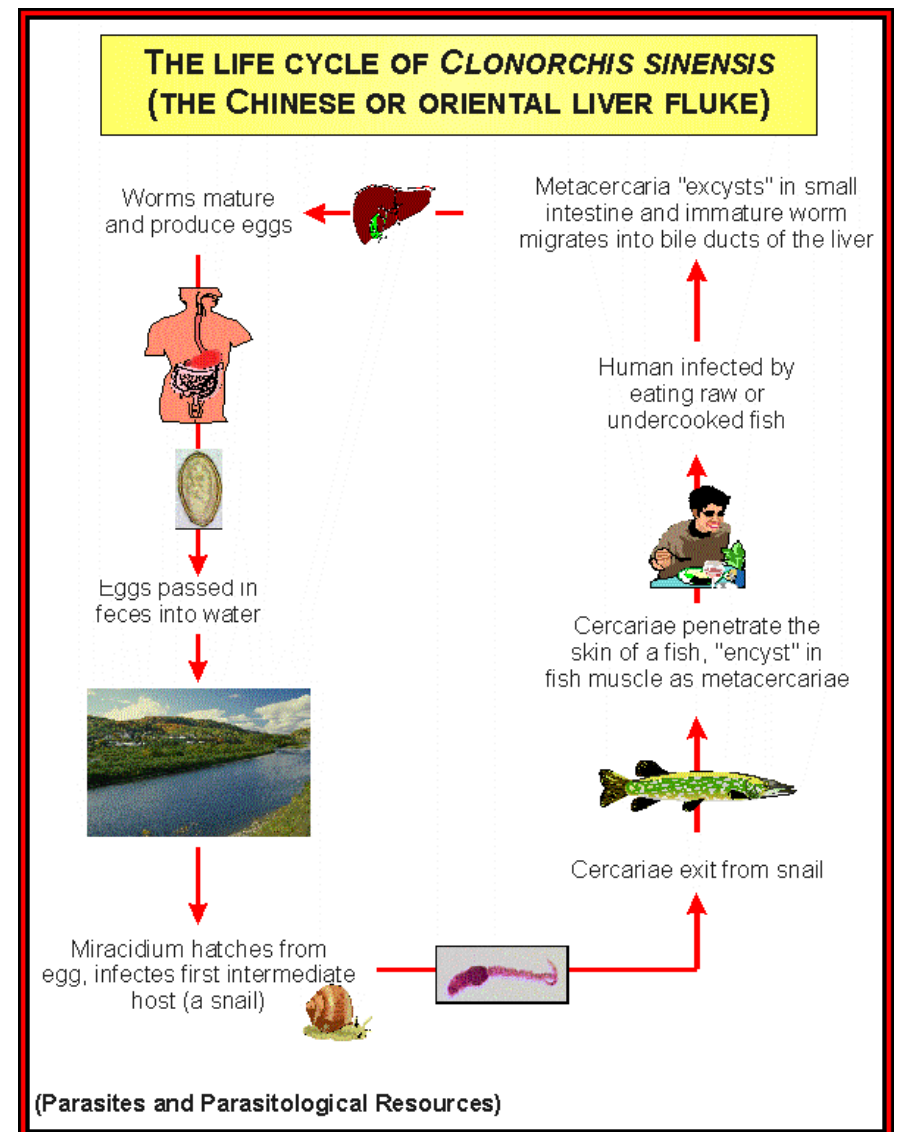 THE LIFE CYCLE OF CLONORCHIS SINENSIS
(THE CHINESE OR ORIENTAL LIVER FLUKE)
Worms mature
and produce eggs
Eggs passed in
feces into water
Miracidium hatches from
egg, infectes first intermediate
host (a snail)
Cercariae exit from snail
Cercariae penetrate the
skin of a fish, "encyst" in
fish muscle as metacercariae
Human infected by
eating raw or
undercooked fish
Metacercaria "excysts" in small
intestine and immature worm
migrates into bile ducts of the liver
(Parasites and Parasitological Resources)